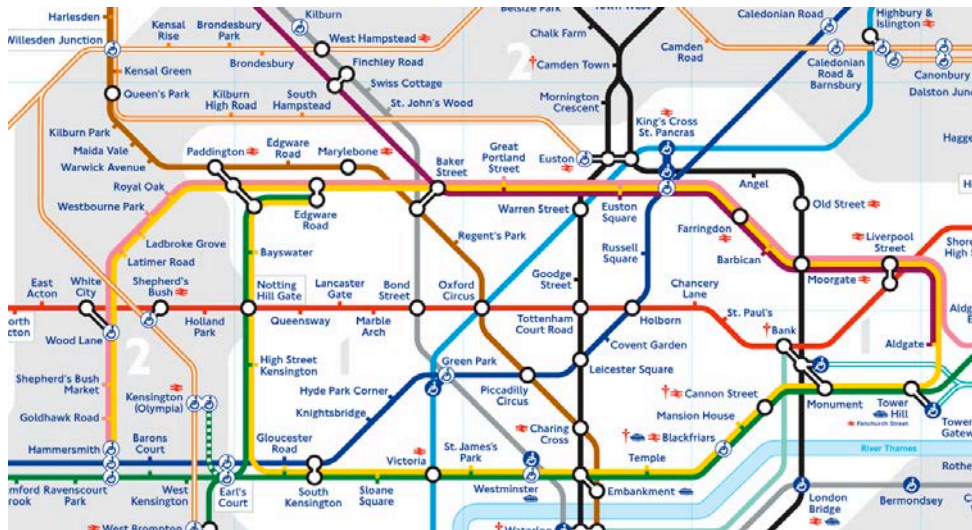 Harlesden
Willesden Junction
Kensal
Rise
Brondesbury
Park
Kilburn
West Hampstead
Belsize Park
Caledonian Road
Highbury &
Islington
Brondesbury
Finchley Road
Chalk Farm
Camden Town
Camden
Road
Caledonian
Road &
Barnsbury
Canonbury
Kensal Green
Swiss Cottage
Queen's Park
Kilburn
High Road
South
Hampstead
St. John's Wood
Mornington
Crescent
2
King's Cross
St. Pancras
Kilburn Park
Maida Vale
Warwick Avenue
Paddington
Edgware
Road
Marylebone
Baker
Street
Great
Portland
Street
Euston
Angel
Royal Oak
Westbourne Park
Ladbroke Grove
Latimer Road
Edgware
Road
Warren Street
Euston
Square
Old Street
Farringdon
Liverpool
Street
Barbican
Moorgate
Bayswater
Regent's Park
Goodge
Street
Russell
Square
East
Acton
White
City
Shepherd's
Bush
Notting
Hill Gate
Lancaster
Gate
Bond
Street
Oxford
Circus
Chancery
Lane
St. Paul's
Bank
Holland
Park
Queensway
Marble
Arch
Tottenham
Court Road
Holborn
Wood Lane
2
1
1
Covent Garden
Aldgate
Shepherd's Bush
Market
Kensington
(Olympia)
High Street
Kensington
Green Park
Leicester Square
Hyde Park Corner
Piccadilly
Circus
Cannon Street
Mansion House
Monument
Tower
Hill
Fenchurch Street
Goldhawk Road
Knightsbridge
Charing
Cross
Blackfriars
Hammersmith
Barons
Court
Gloucester
Road
Victoria
St. James's
Park
Temple
River Thames
Ravenscourt
Park
West
Kensington
Earl's
Court
South
Kensington
Sloane
Square
Westminster
Embankment
London
Bridge
Bermondsey
West Brompton
Waterloo